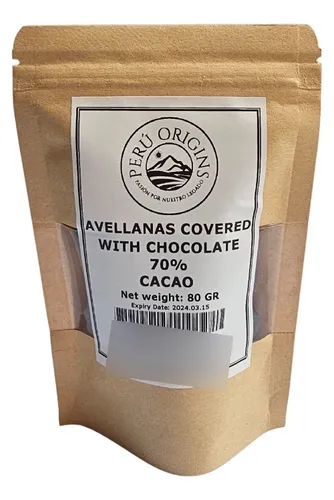 PERÚ ORIGINS
PASIÓN POR NUESTRO LEGADO
AVELLANAS COVERED
WITH CHOCOLATE
70%
CACAO
Net weight: 80 GR
Expiry Date: 2024.03.15